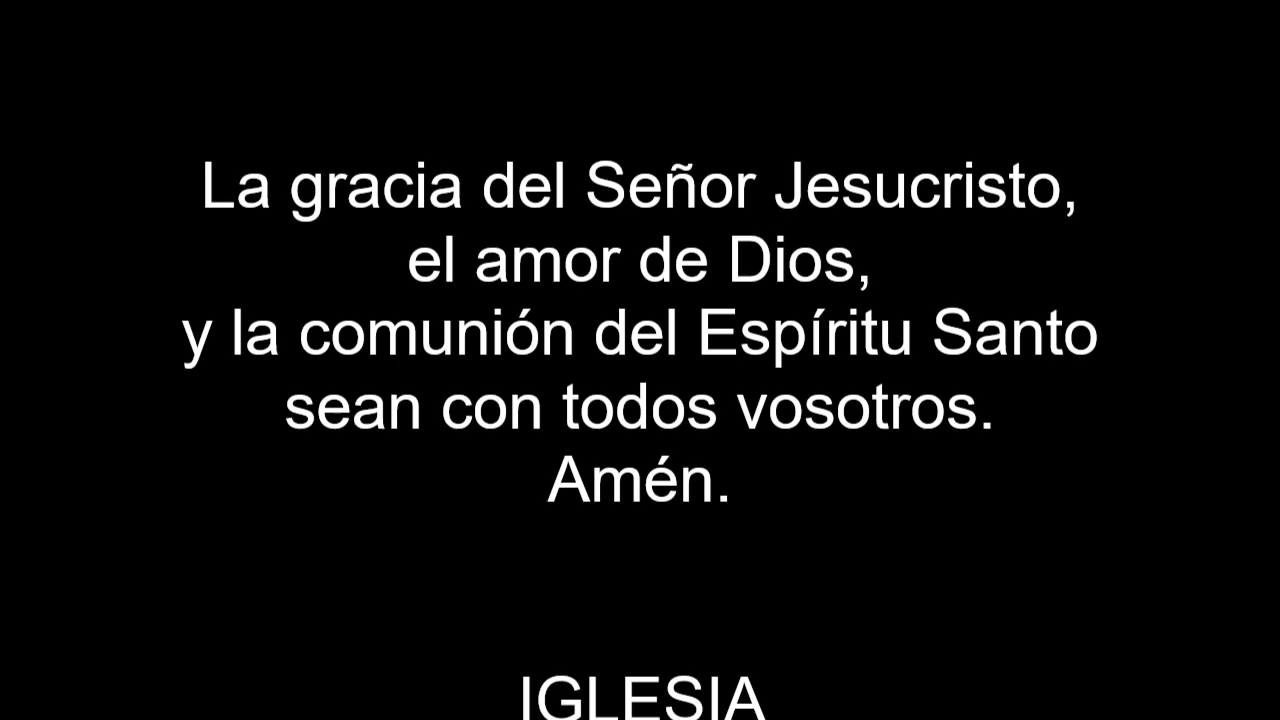 La gracia del Señor Jesucristo,
el amor de Dios,
y la comunión del Espíritu Santo
sean con todos vosotros.
Amén.
IGLESIA